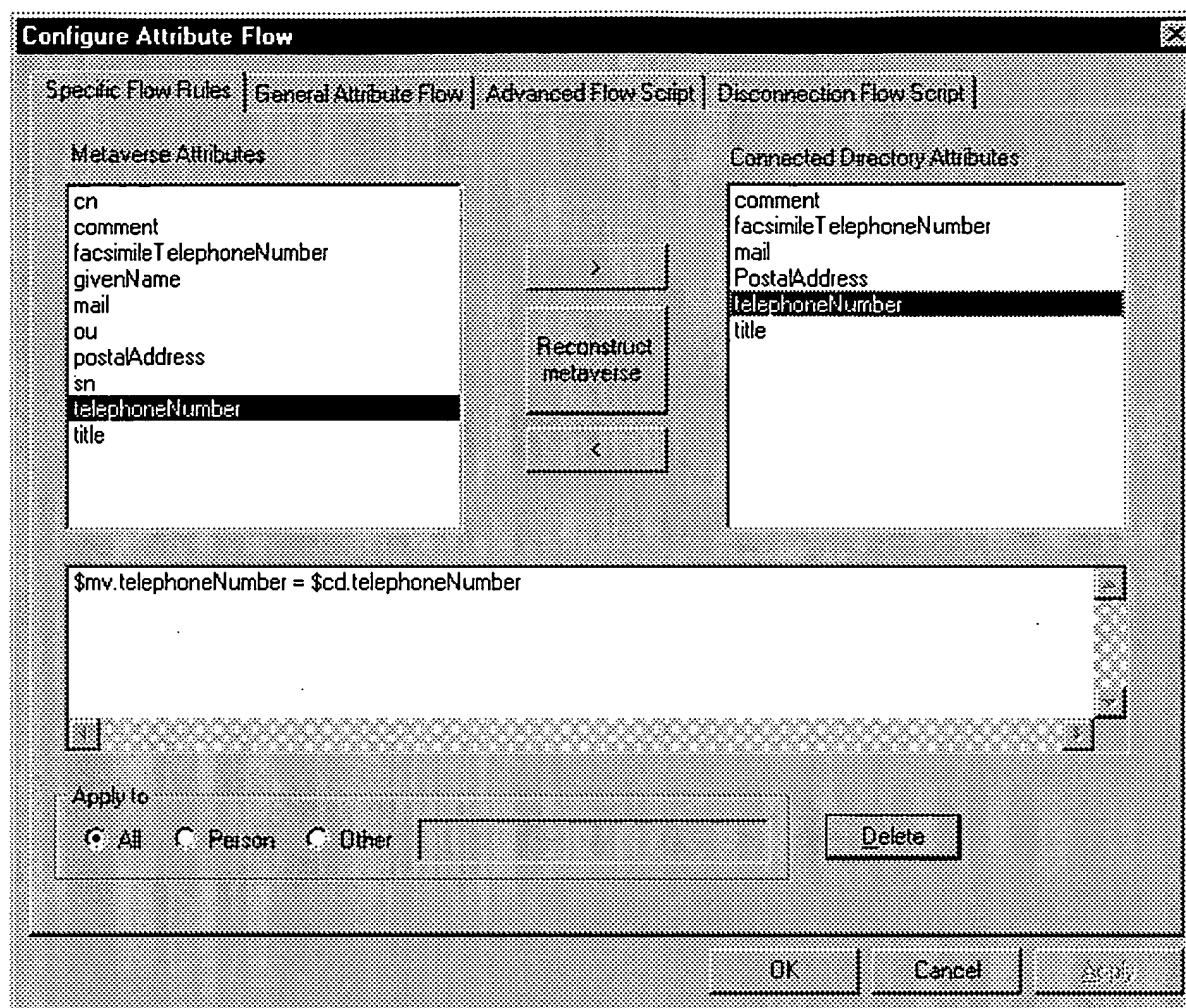 Configure Attribute Flow
Specific Flow Rules
General Attribute Flow
Advanced Flow Script
Disconnection Flow Script
Metaverse Attributes
cn
comment
facsimileTelephoneNumber
givenName
mail
ou
postalAddress
sn
telephoneNumber
title
>
Reconstruct
metaverse
<
Connected Directory Attributes
comment
facsimileTelephoneNumber
mail
PostalAddress
telephoneNumber
title
$mv.telephoneNumber = $cd.telephoneNumber
Apply to
All
Person
Other
Delete
OK
Cancel
Apply